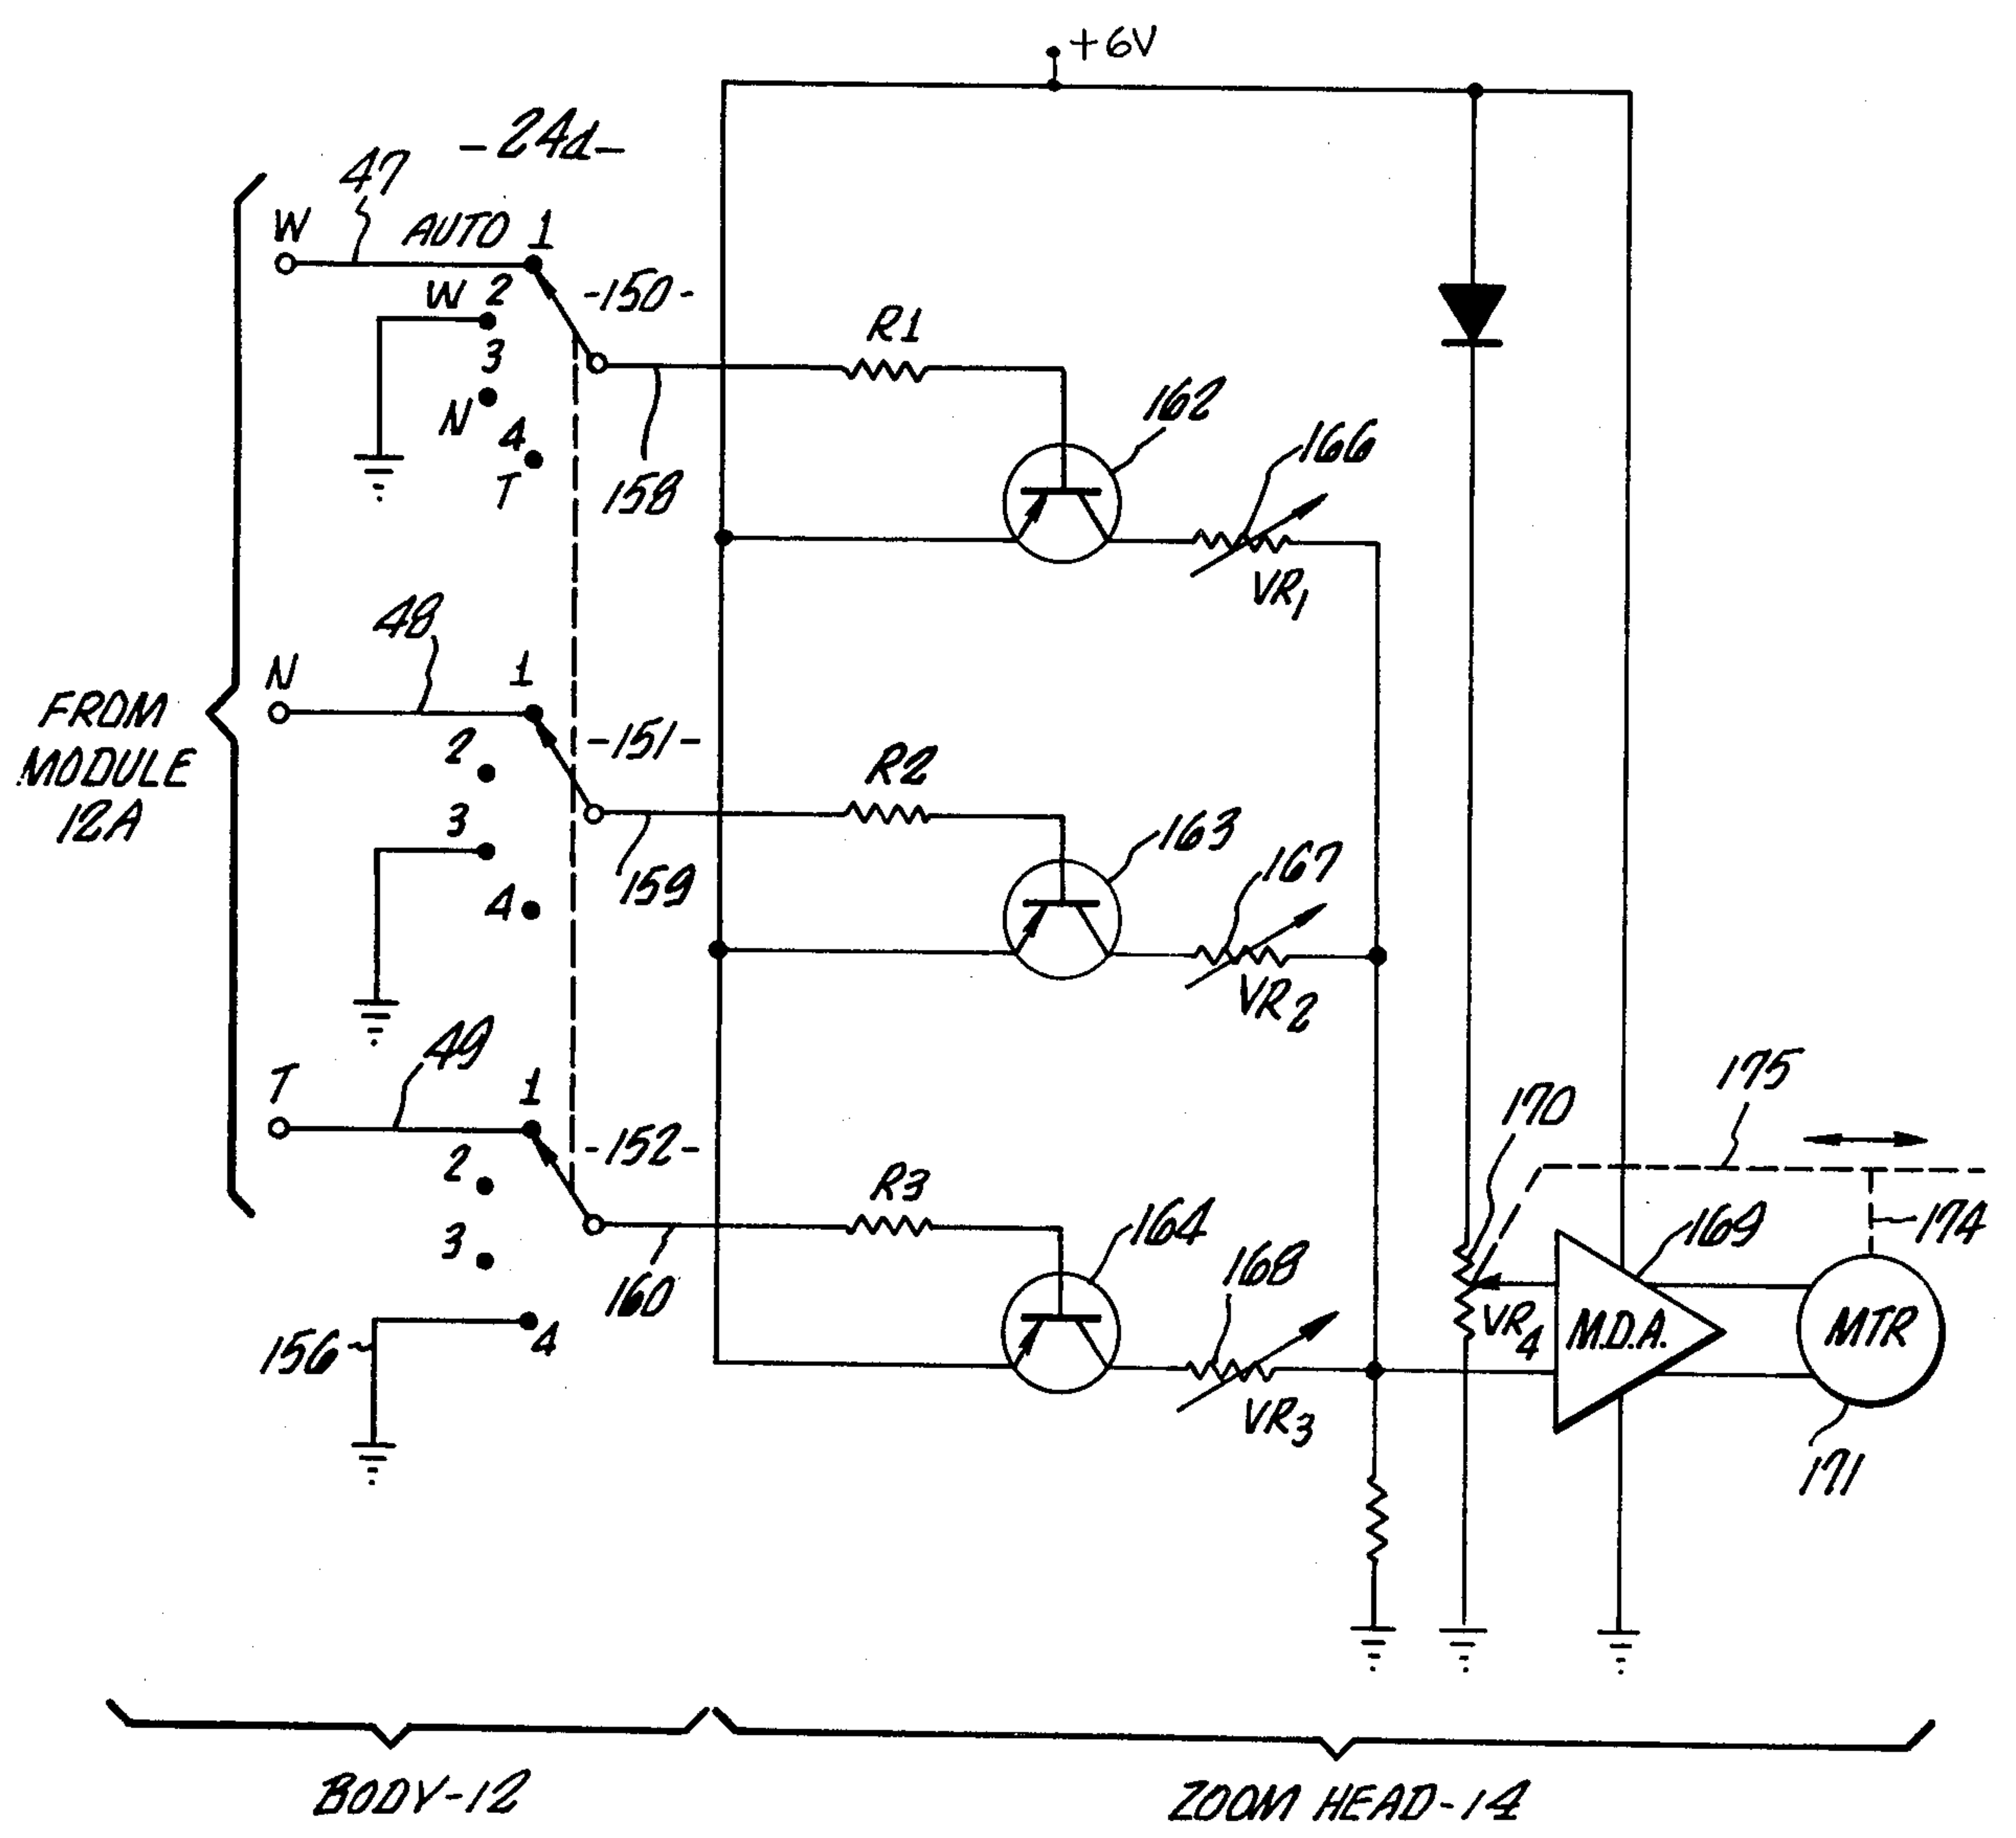 +6V
-24a-
47
W
AUTO 1
-150-
W 2
3
N
4
T
158
R1
162
166
VR1
FROM
MODULE
12A
48
N
1
2
-151-
3
4
159
R2
163
167
VR2
49
T
1
2
-152-
3
4
156
160
R3
164
168
VR3
170
175
174
169
VR4
M.D.A.
MTR
171
BODY-12
ZOOM HEAD-14